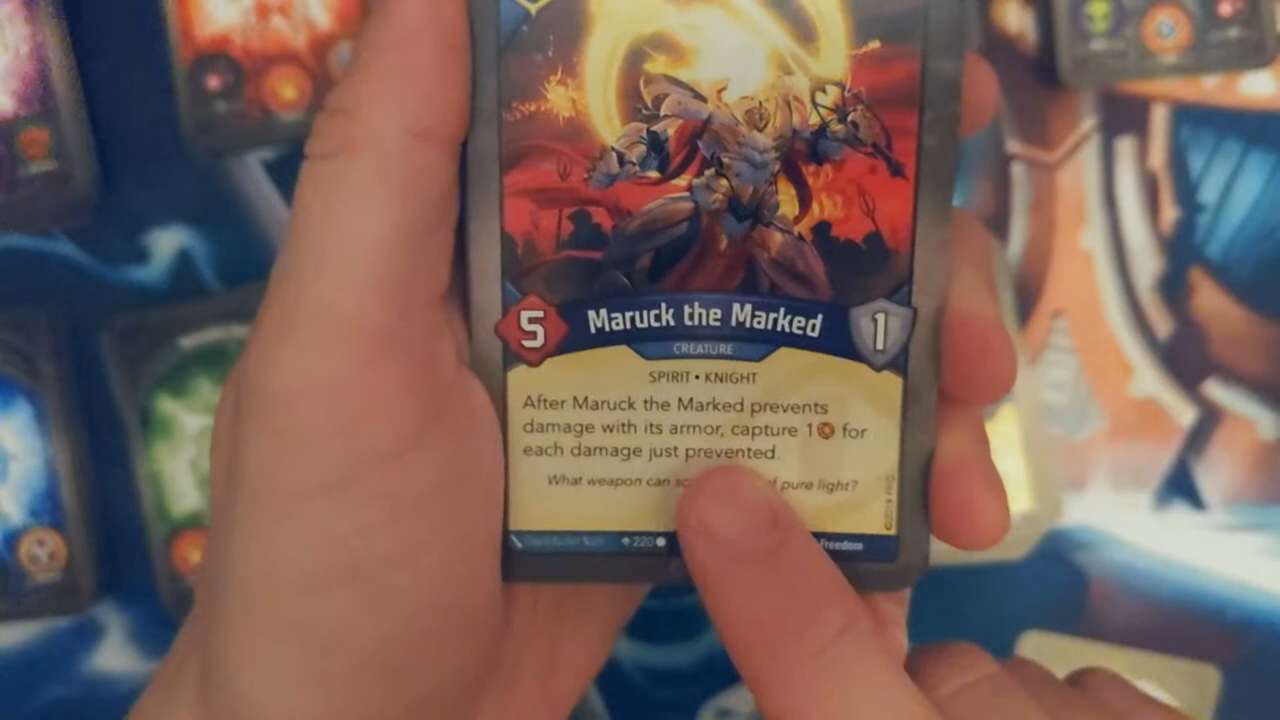 5
Maruck the Marked
1
CREATURE
SPIRIT • KNIGHT
After Maruck the Marked prevents
damage with its armor, capture 1 for
each damage just prevented.
What weapon can of pure light?
220
Freedom